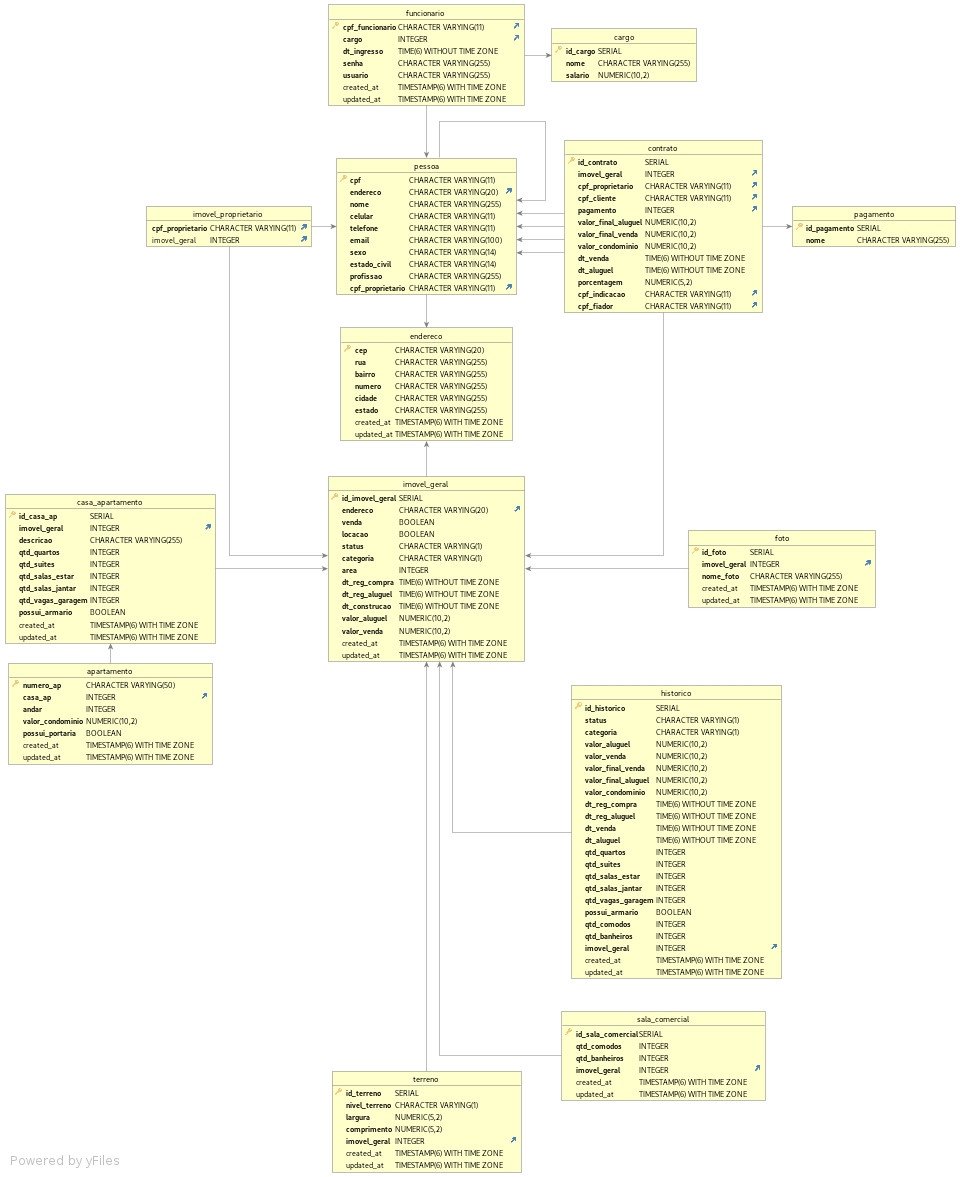 funcionario
cpf_funcionario CHARACTER VARYING(11)
cargo INTEGER
dt_ingresso TIME(6) WITHOUT TIME ZONE
senha CHARACTER VARYING(255)
usuario CHARACTER VARYING(255)
created_at TIMESTAMP(6) WITH TIME ZONE
updated_at TIMESTAMP(6) WITH TIME ZONE
cargo
id_cargo SERIAL
nome CHARACTER VARYING(255)
salario NUMERIC(10,2)
pessoa
cpf CHARACTER VARYING(11)
endereco CHARACTER VARYING(20)
nome CHARACTER VARYING(255)
celular CHARACTER VARYING(11)
telefone CHARACTER VARYING(11)
email CHARACTER VARYING(100)
sexo CHARACTER VARYING(14)
estado_civil CHARACTER VARYING(14)
profissao CHARACTER VARYING(255)
cpf_proprietario CHARACTER VARYING(11)
contrato
id_contrato SERIAL
imovel_geral INTEGER
cpf_proprietario CHARACTER VARYING(11)
cpf_cliente CHARACTER VARYING(11)
pagamento INTEGER
valor_final_aluguel NUMERIC(10,2)
valor_final_venda NUMERIC(10,2)
valor_condominio NUMERIC(10,2)
dt_venda TIME(6) WITHOUT TIME ZONE
dt_aluguel TIME(6) WITHOUT TIME ZONE
porcentagem NUMERIC(5,2)
cpf_indicacao CHARACTER VARYING(11)
cpf_fiador CHARACTER VARYING(11)
imovel_proprietario
cpf_proprietario CHARACTER VARYING(11)
imovel_geral INTEGER
pagamento
id_pagamento SERIAL
nome CHARACTER VARYING(255)
endereco
cep CHARACTER VARYING(20)
rua CHARACTER VARYING(255)
bairro CHARACTER VARYING(255)
numero CHARACTER VARYING(255)
cidade CHARACTER VARYING(255)
estado CHARACTER VARYING(255)
created_at TIMESTAMP(6) WITH TIME ZONE
updated_at TIMESTAMP(6) WITH TIME ZONE
imovel_geral
id_imovel_geral SERIAL
endereco CHARACTER VARYING(20)
venda BOOLEAN
locacao BOOLEAN
status CHARACTER VARYING(1)
categoria CHARACTER VARYING(1)
area INTEGER
dt_reg_compra TIME(6) WITHOUT TIME ZONE
dt_reg_aluguel TIME(6) WITHOUT TIME ZONE
dt_construcao TIME(6) WITHOUT TIME ZONE
valor_aluguel NUMERIC(10,2)
valor_venda NUMERIC(10,2)
created_at TIMESTAMP(6) WITH TIME ZONE
updated_at TIMESTAMP(6) WITH TIME ZONE
casa_apartamento
id_casa_ap SERIAL
imovel_geral INTEGER
descricao CHARACTER VARYING(255)
qtd_quartos INTEGER
qtd_suites INTEGER
qtd_salas_estar INTEGER
qtd_salas_jantar INTEGER
qtd_vagas_garagem INTEGER
possui_armario BOOLEAN
created_at TIMESTAMP(6) WITH TIME ZONE
updated_at TIMESTAMP(6) WITH TIME ZONE
foto
id_foto SERIAL
imovel_geral INTEGER
nome_foto CHARACTER VARYING(255)
created_at TIMESTAMP(6) WITH TIME ZONE
updated_at TIMESTAMP(6) WITH TIME ZONE
apartamento
numero_ap CHARACTER VARYING(50)
casa_ap INTEGER
andar INTEGER
valor_condominio NUMERIC(10,2)
possui_portaria BOOLEAN
created_at TIMESTAMP(6) WITH TIME ZONE
updated_at TIMESTAMP(6) WITH TIME ZONE
historico
id_historico SERIAL
status CHARACTER VARYING(1)
categoria CHARACTER VARYING(1)
valor_aluguel NUMERIC(10,2)
valor_venda NUMERIC(10,2)
valor_final_venda NUMERIC(10,2)
valor_final_aluguel NUMERIC(10,2)
valor_condominio NUMERIC(10,2)
dt_reg_compra TIME(6) WITHOUT TIME ZONE
dt_reg_aluguel TIME(6) WITHOUT TIME ZONE
dt_venda TIME(6) WITHOUT TIME ZONE
dt_aluguel TIME(6) WITHOUT TIME ZONE
qtd_quartos INTEGER
qtd_suites INTEGER
qtd_salas_estar INTEGER
qtd_salas_jantar INTEGER
qtd_vagas_garagem INTEGER
possui_armario BOOLEAN
qtd_comodos INTEGER
qtd_banheiros INTEGER
imovel_geral INTEGER
created_at TIMESTAMP(6) WITH TIME ZONE
updated_at TIMESTAMP(6) WITH TIME ZONE
sala_comercial
id_sala_comercial SERIAL
qtd_comodos INTEGER
qtd_banheiros INTEGER
imovel_geral INTEGER
created_at TIMESTAMP(6) WITH TIME ZONE
updated_at TIMESTAMP(6) WITH TIME ZONE
terreno
id_terreno SERIAL
nivel_terreno CHARACTER VARYING(1)
largura NUMERIC(5,2)
comprimento NUMERIC(5,2)
imovel_geral INTEGER
created_at TIMESTAMP(6) WITH TIME ZONE
updated_at TIMESTAMP(6) WITH TIME ZONE
Powered by yFiles